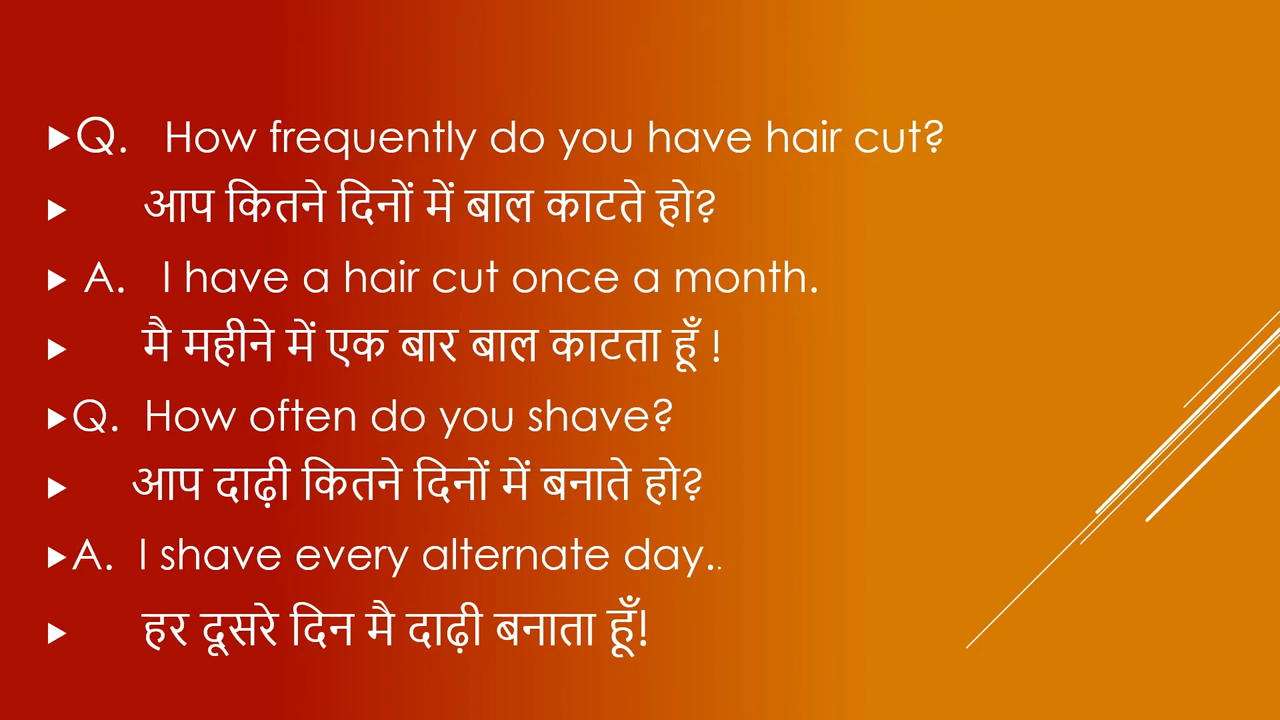 Q. How frequently do you have hair cut?
आप कितने दिनों में बाल काटते हो?
A. I have a hair cut once a month.
मै महीने में एक बार बाल काटता हूँ !
Q. How often do you shave?
आप दाढ़ी कितने दिनों में बनाते हो?
A. I shave every alternate day..
हर दूसरे दिन मै दाढ़ी बनाता हूँ!